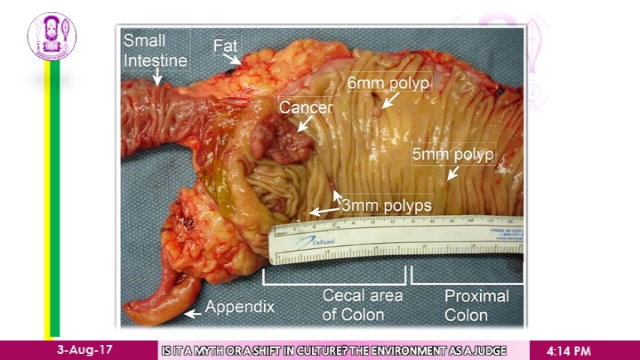 Small
Intestine
Fat
6mm polyp
Cancer
5mm polyp
3mm polyps
Appendix
Cecal area
of Colon
Proximal
Colon
3-Aug-17
IS IT A MYTH OR A SHIFT IN CULTURE? THE ENVIRONMENT AS A JUDGE
4:14 PM